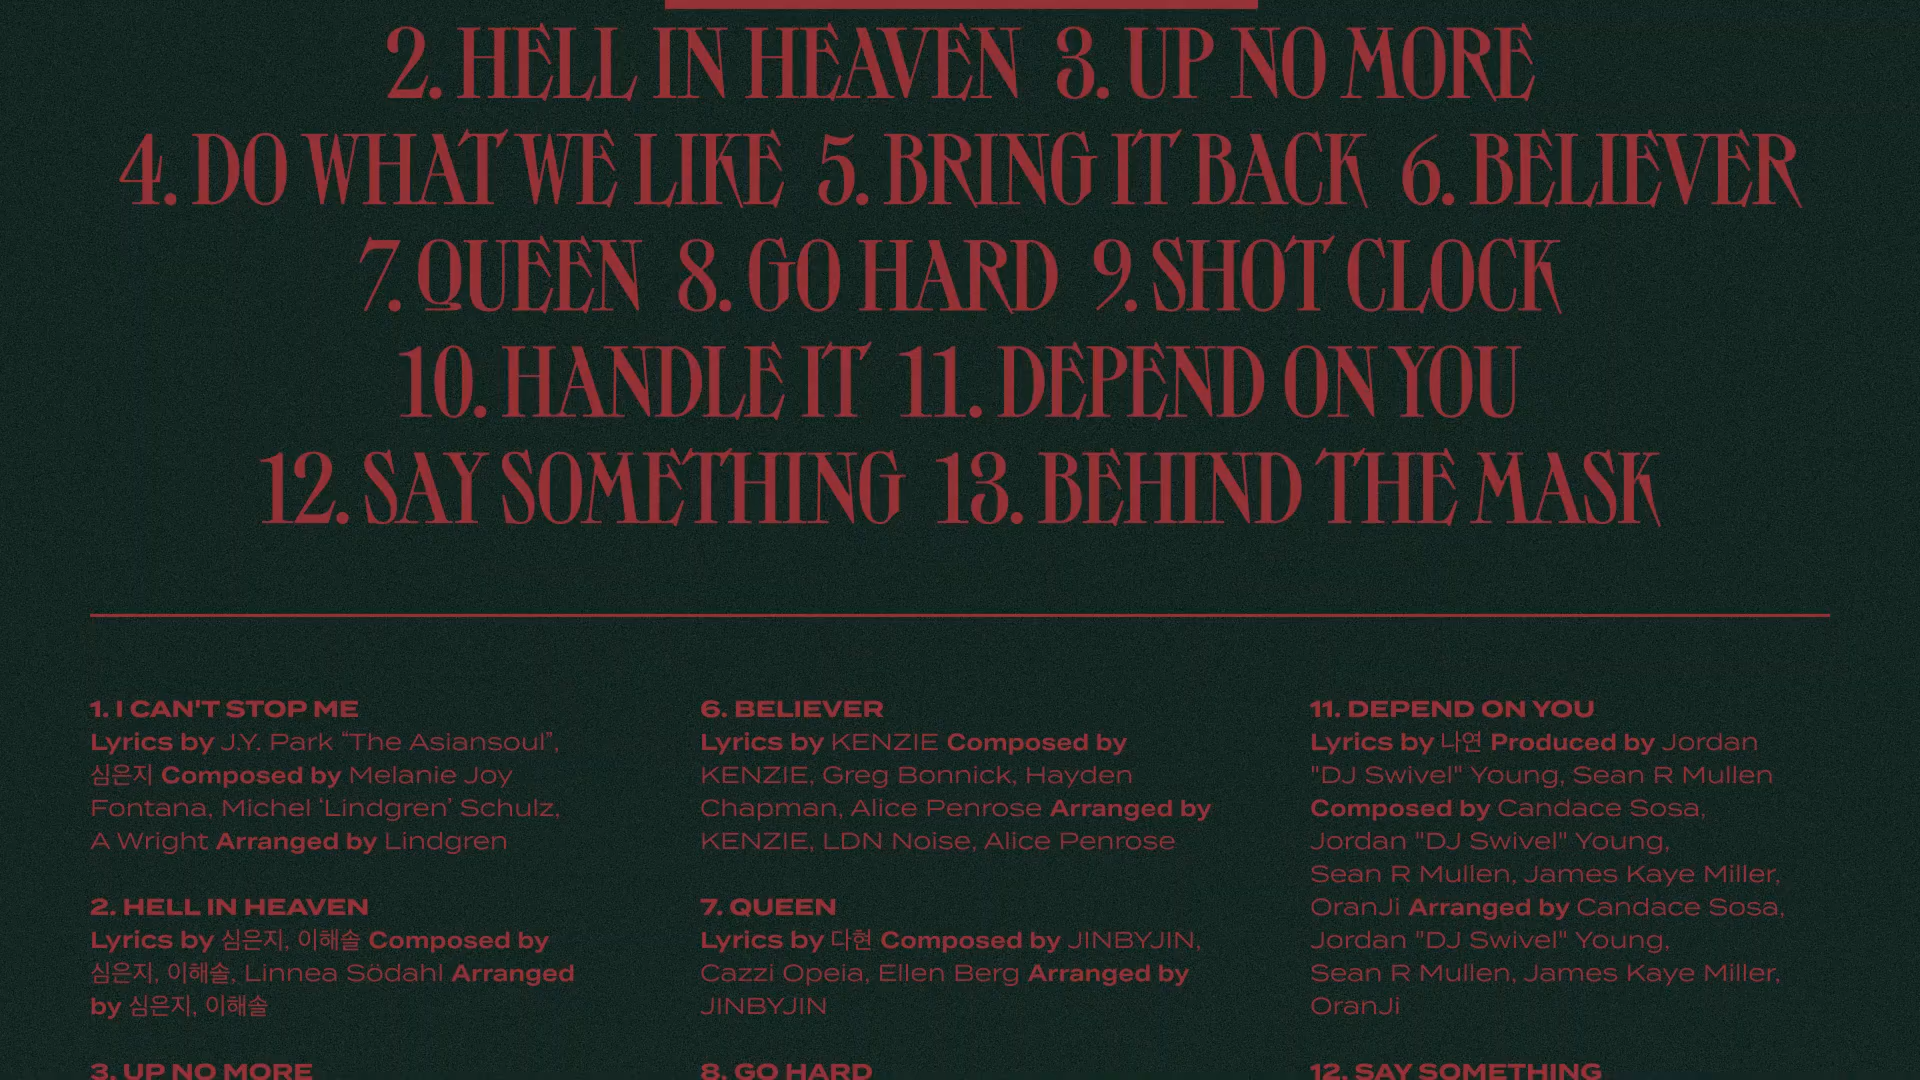 2. HELL IN HEAVEN 3. UP NO MORE
4. DO WHAT WE LIKE 5. BRING IT BACK 6. BELIEVER
7. QUEEN 8. GO HARD 9. SHOT CLOCK
10. HANDLE IT 11. DEPEND ON YOU
12. SAY SOMETHING 13. BEHIND THE MASK
1. I CAN'T STOP ME
Lyrics by J.Y. Park “The Asiansoul”,
심은지 Composed by Melanie Joy
Fontana, Michel ‘Lindgren’ Schulz,
A Wright Arranged by Lindgren
2. HELL IN HEAVEN
Lyrics by 심은지, 이해솔 Composed by
심은지, 이해솔, Linnea Södahl Arranged
by 심은지, 이해솔
3. UP NO MORE
6. BELIEVER
Lyrics by KENZIE Composed by
KENZIE, Greg Bonnick, Hayden
Chapman, Alice Penrose Arranged by
KENZIE, LDN Noise, Alice Penrose
7. QUEEN
Lyrics by 다현 Composed by JINBYJIN,
Cazzi Opeia, Ellen Berg Arranged by
JINBYJIN
8. GO HARD
11. DEPEND ON YOU
Lyrics by 나연 Produced by Jordan
"DJ Swivel" Young, Sean R Mullen
Composed by Candace Sosa,
Jordan "DJ Swivel" Young,
Sean R Mullen, James Kaye Miller,
OranJi Arranged by Candace Sosa,
Jordan "DJ Swivel" Young,
Sean R Mullen, James Kaye Miller,
OranJi
12. SAY SOMETHING